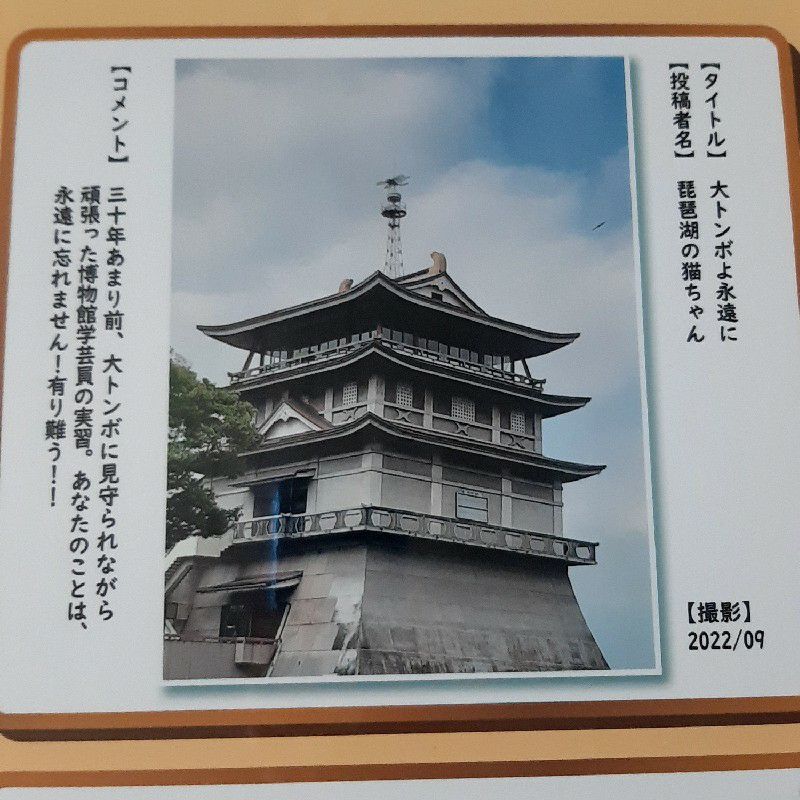 【タイトル】 大トンボよ永遠に
【投稿者名】 琵琶湖の猫ちゃん
【撮影】
2022/09
【コメント】 三十年あまり前、大トンボに見守られながら
頑張った博物館学芸員の実習。あなたのことは、
永遠に忘れません！有り難う！！